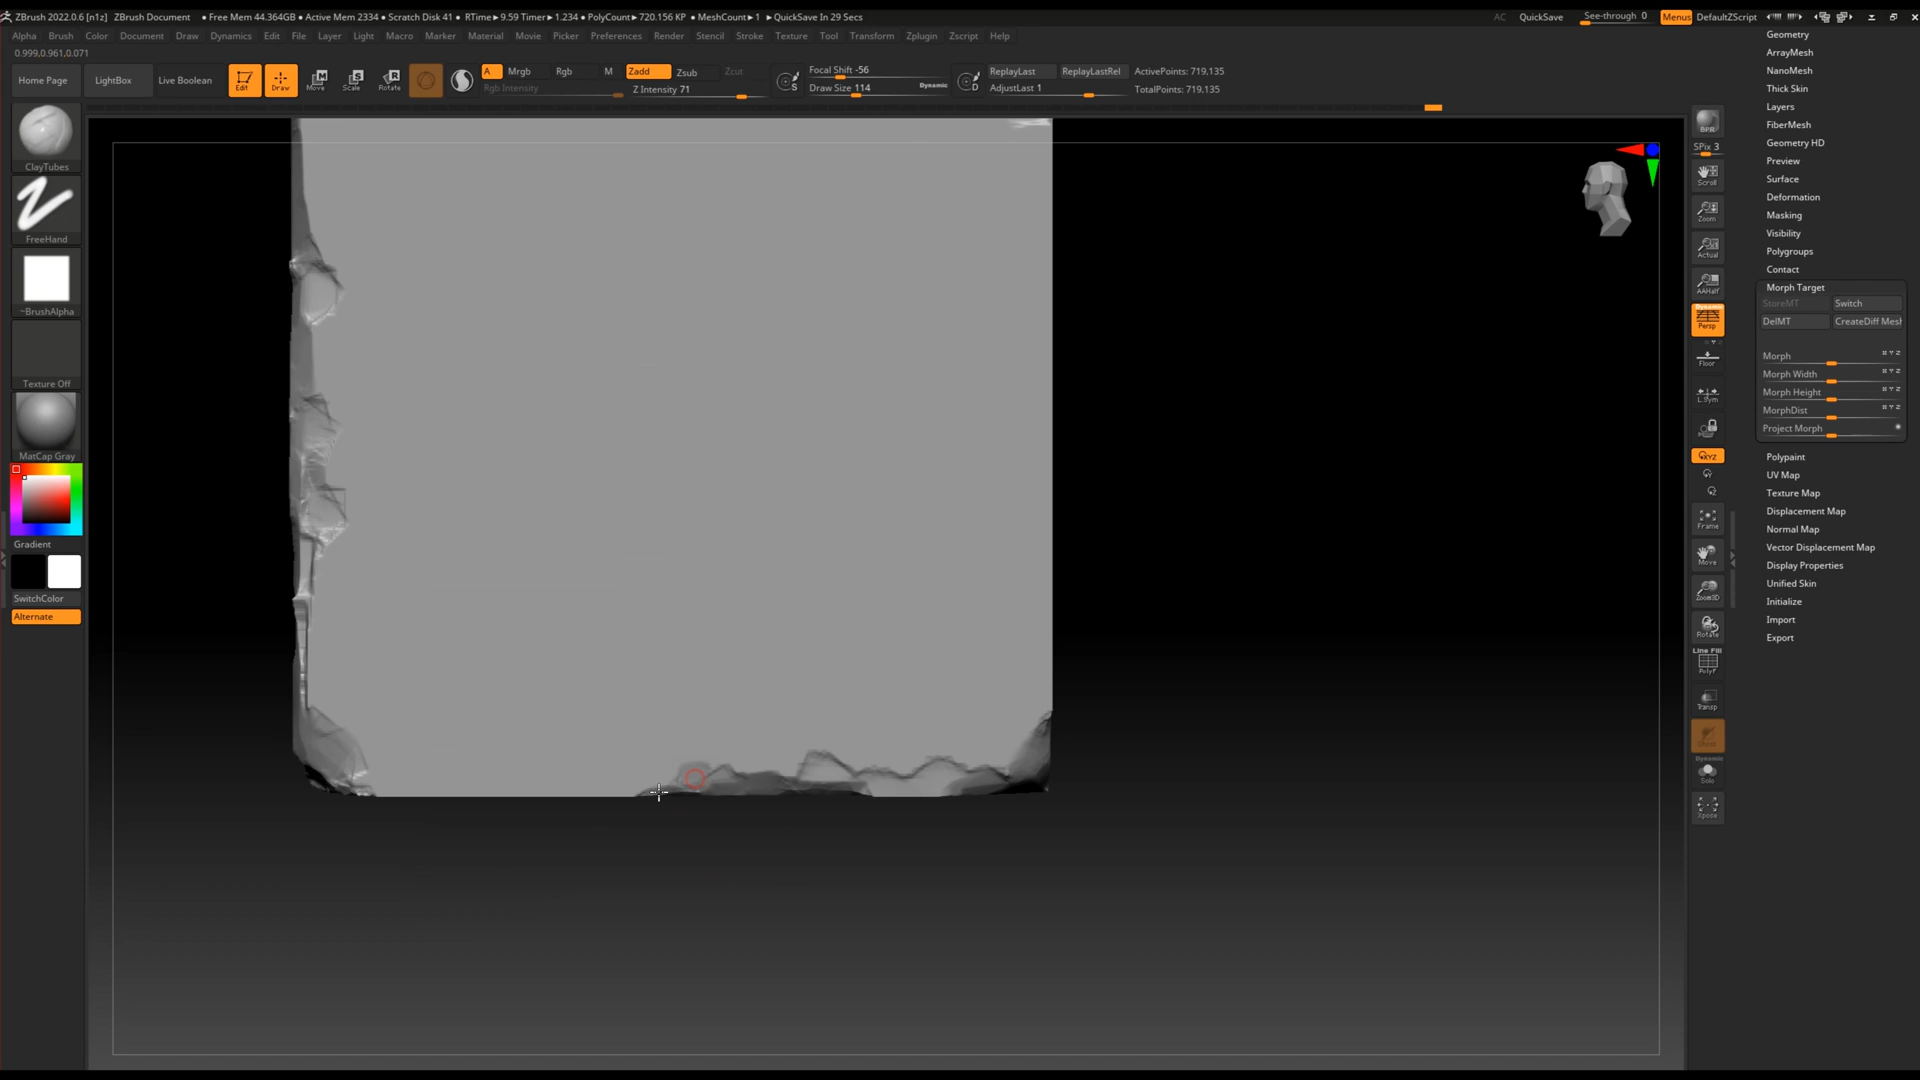 ZBrush 2022.0.6 [n1z] ZBrush Document ● Free Mem 44.364GB ● Active Mem 2334 ● Scratch Disk 41 ● RTime►9.59 Timer►1.234 ● PolyCount►720.156 KP ● MeshCount►1 ►QuickSave In 29 Secs AC QuickSave See-through 0 Menus DefaultZScript
Alpha Brush Color Document Draw Dynamics Edit File Layer Light Macro Marker Material Movie Picker Preferences Render Stencil Stroke Texture Tool Transform Zplugin Zscript Help
0.999,0.961,0.071
Home Page LightBox Live Boolean Edit Draw Move Scale Rotate
A Mrgb Rgb M Zadd Zsub Zcut
Rgb Intensity Z Intensity 71
Focal Shift -56
Draw Size 114 Dynamic
S D
ReplayLast ReplayLastRel ActivePoints: 719,135
AdjustLast 1 TotalPoints: 719,135
ClayTubes
FreeHand
~BrushAlpha
Texture Off
MatCap Gray
Gradient
SwitchColor
Alternate
BPR
SPix 3
Scroll
Zoom
Actual
AAHalf
Dynamic
Persp
Floor
L.Sym
XYZ
Y
Z
Frame
Move
Zoom3D
Rotate
Line Fill
PolyF
Transp
Ghost
Dynamic
Solo
Xpose
Geometry
ArrayMesh
NanoMesh
Thick Skin
Layers
FiberMesh
Geometry HD
Preview
Surface
Deformation
Masking
Visibility
Polygroups
Contact
Morph Target
StoreMT Switch
DelMT CreateDiff Mesh
Morph X Y Z
Morph Width X Y Z
Morph Height X Y Z
MorphDist X Y Z
Project Morph
Polypaint
UV Map
Texture Map
Displacement Map
Normal Map
Vector Displacement Map
Display Properties
Unified Skin
Initialize
Import
Export